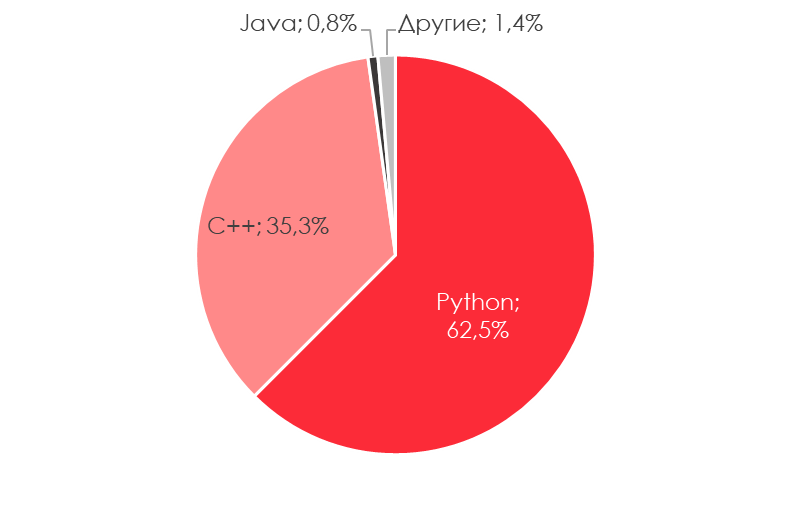 Java; 0,8%
Другие; 1,4%
C++; 35,3%
Python;
62,5%